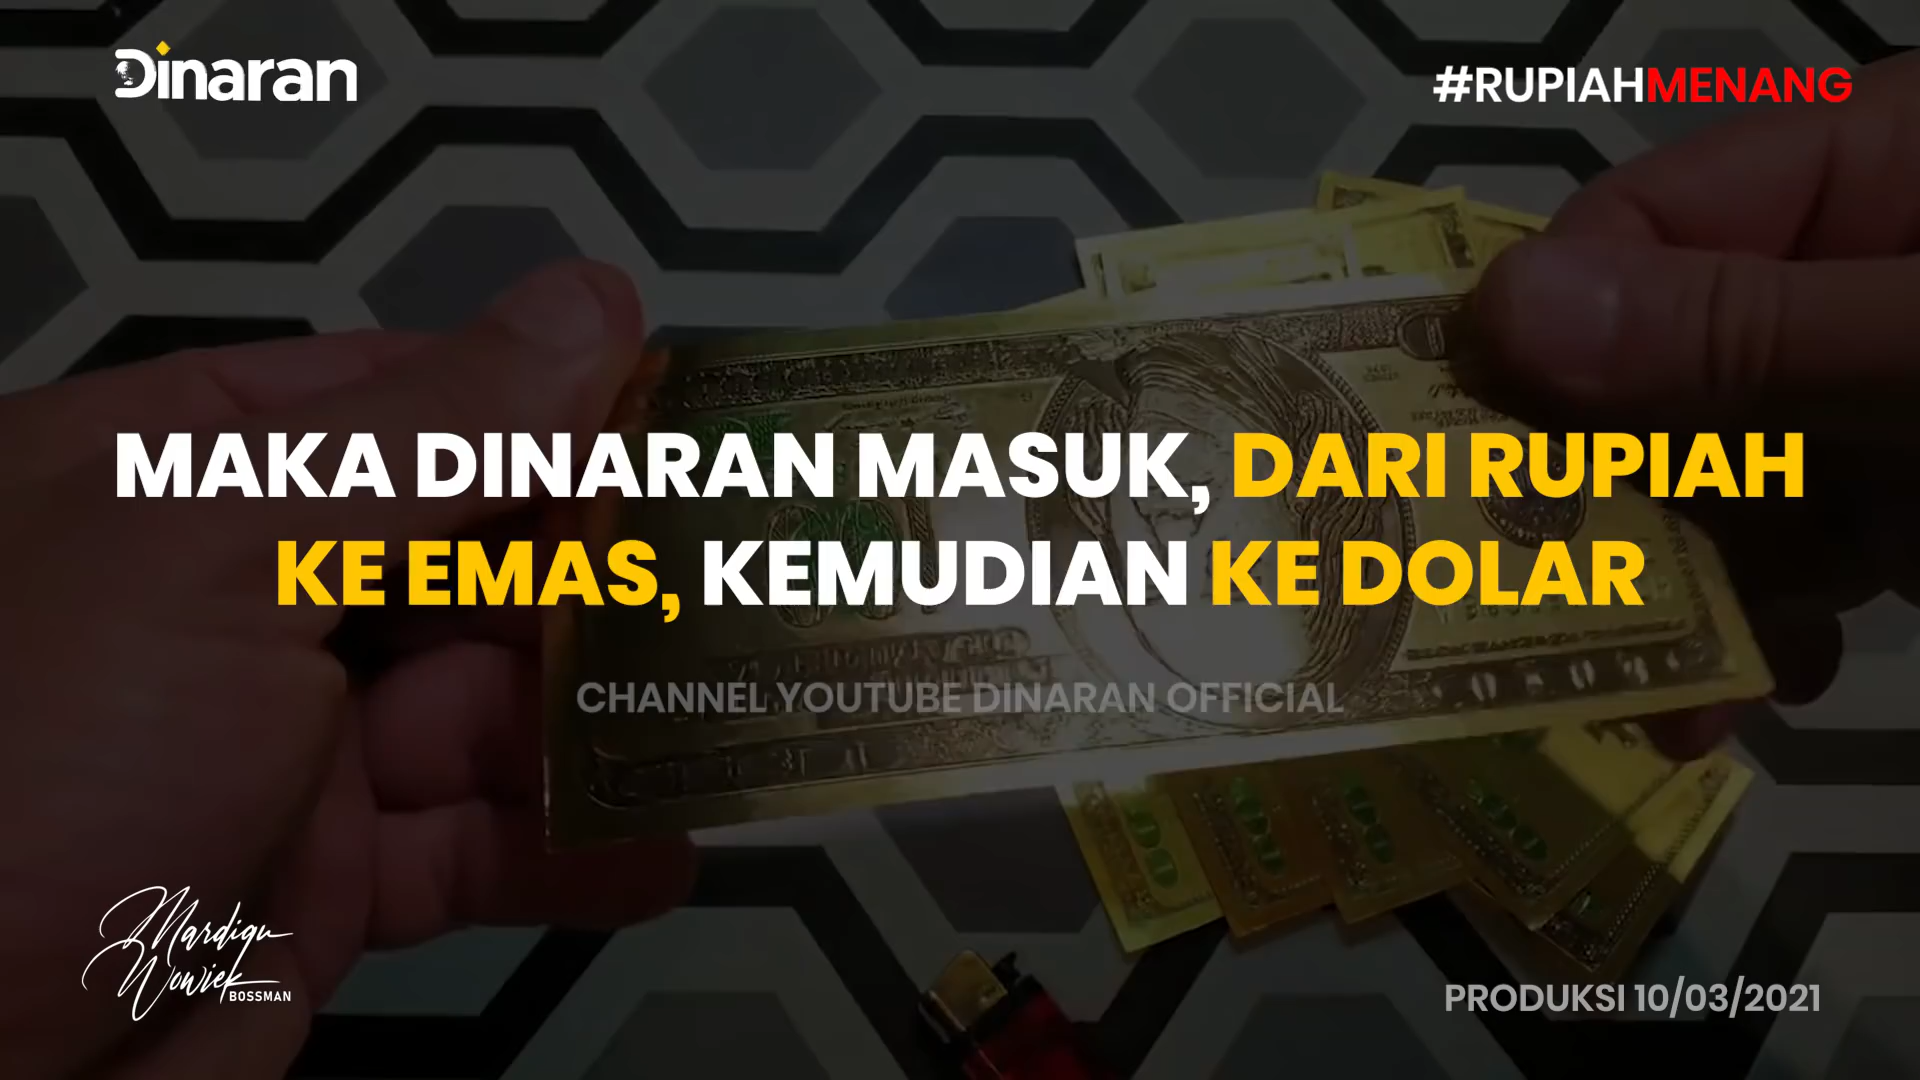 Dinaran
#RUPIAHMENANG
MAKA DINARAN MASUK, DARI RUPIAH
KE EMAS, KEMUDIAN KE DOLAR
CHANNEL YOUTUBE DINARAN OFFICIAL
Mardigu
Wowiek
BOSSMAN
PRODUKSI 10/03/2021